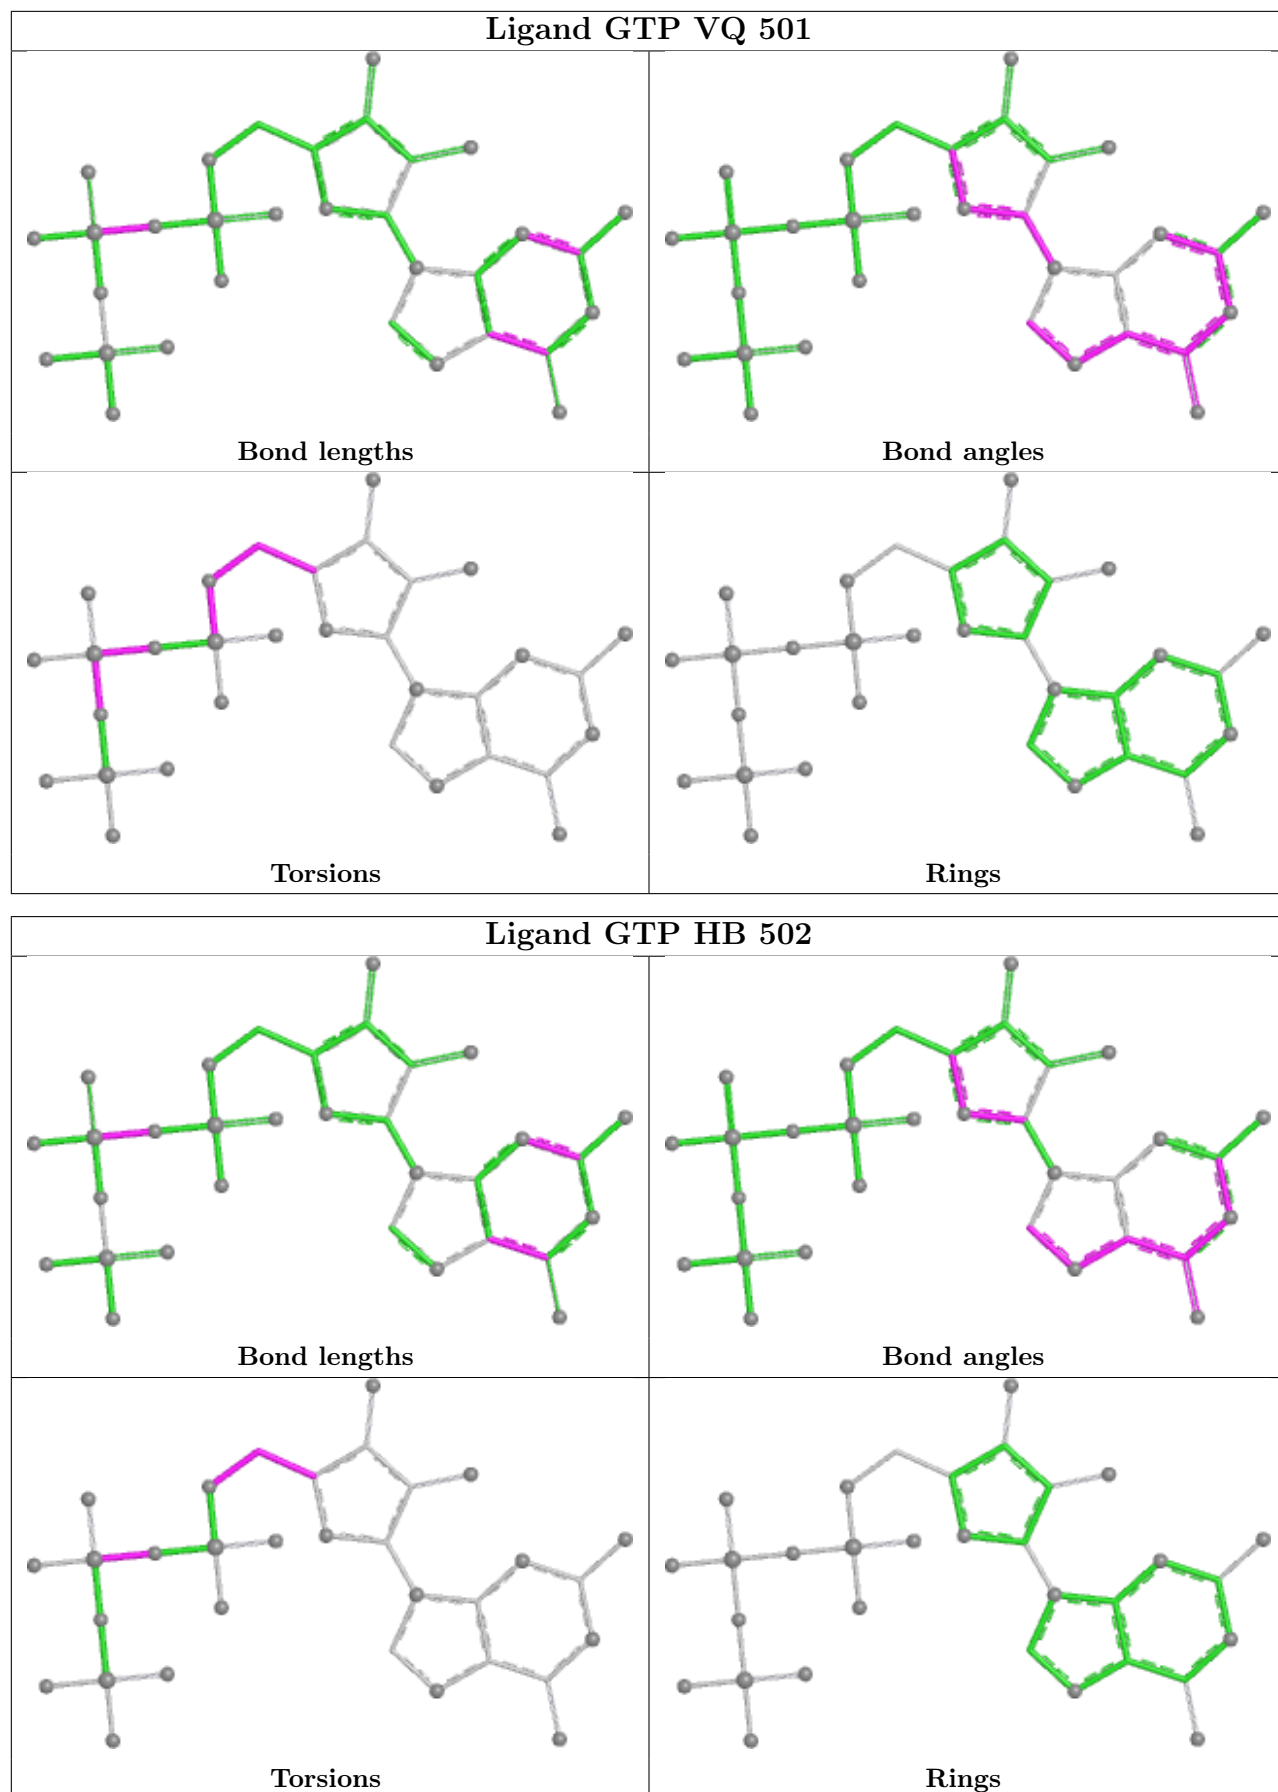 Ligand GTP VQ 501
Bond lengths
Bond angles
Torsions
Rings
Ligand GTP HB 502
Bond lengths
Bond angles
Torsions
Rings